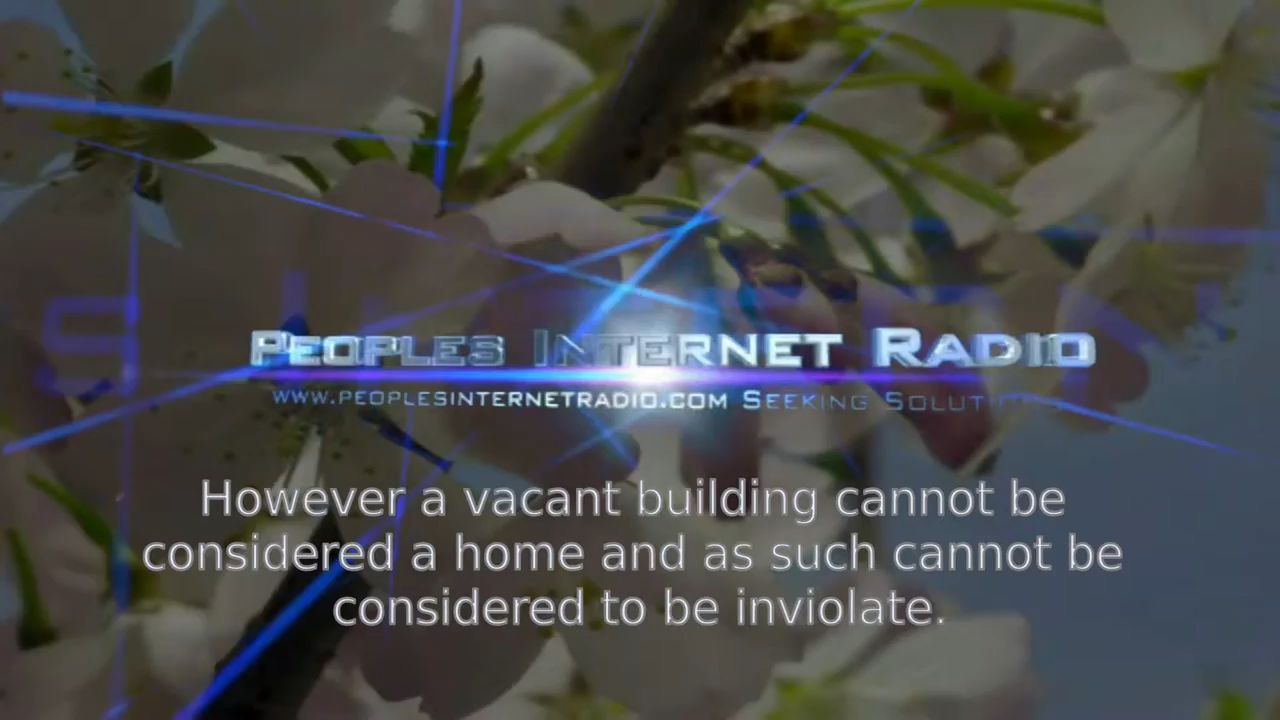 Peoples Internet Radio
www.peoplesinternetradio.com Seeking
However a vacant building cannot be
considered a home and as such cannot be
considered to be inviolate.